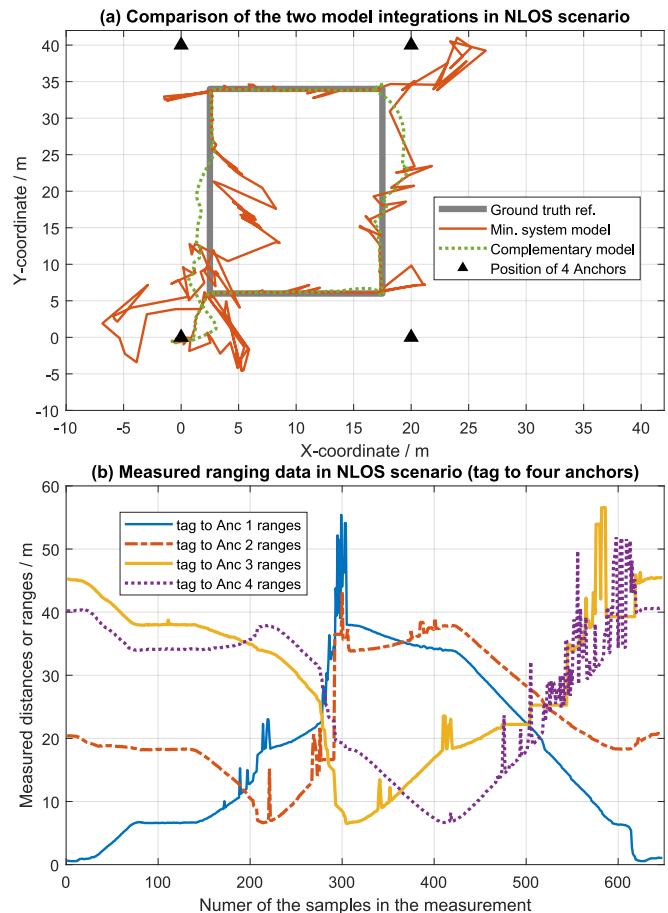 (a) Comparison of the two model integrations in NLOS scenario
40
35
30
25
20
15
10
5
0
-5
-10
Y-coordinate / m
Ground truth ref.
Min. system model
Complementary model
Position of 4 Anchors
-10 -5 0 5 10 15 20 25 30 35 40
X-coordinate / m
(b) Measured ranging data in NLOS scenario (tag to four anchors)
60
50
40
30
20
10
0
Measured distances or ranges / m
tag to Anc 1 ranges
tag to Anc 2 ranges
tag to Anc 3 ranges
tag to Anc 4 ranges
0 100 200 300 400 500 600
Numer of the samples in the measurement